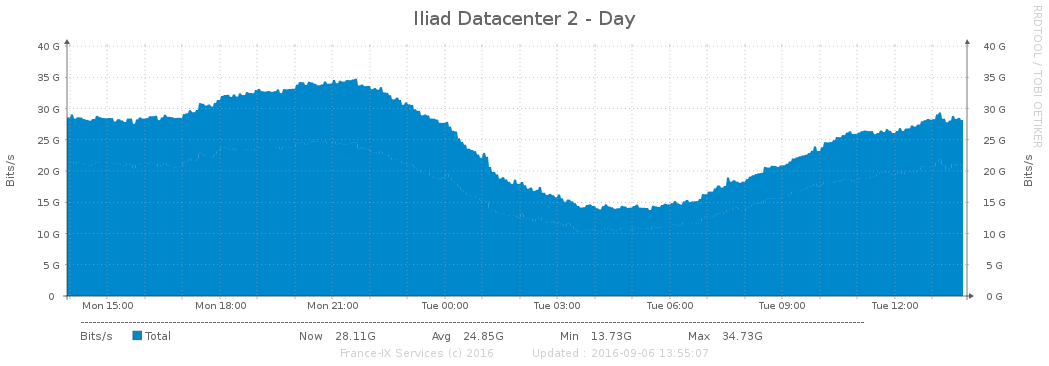 Iliad Datacenter 2 - Day
RRDTOOL / TOBI OETIKER
Bits/s
40 G 40 G
35 G 35 G
30 G 30 G
25 G 25 G
20 G 20 G
15 G 15 G
10 G 10 G
5 G 5 G
0 0 G
Bits/s
Mon 15:00 Mon 18:00 Mon 21:00 Tue 00:00 Tue 03:00 Tue 06:00 Tue 09:00 Tue 12:00
Bits/s Total Now 28.11G Avg 24.85G Min 13.73G Max 34.73G
France-IX Services (c) 2016 Updated : 2016-09-06 13:55:07